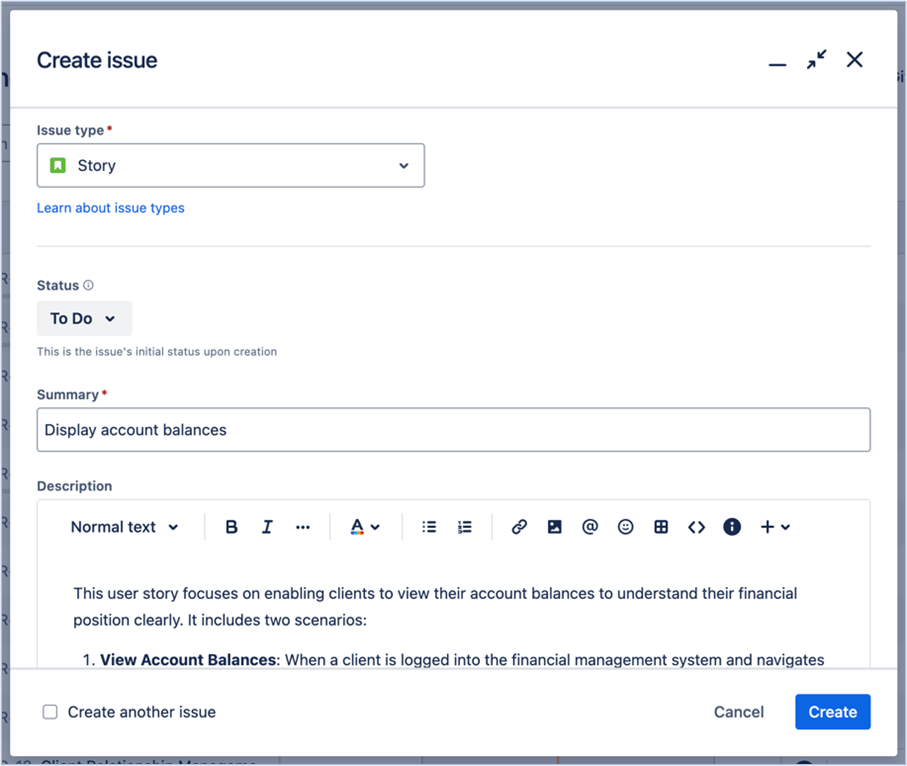 Create issue
Issue type *
Story
Learn about issue types
Status
To Do
This is the issue's initial status upon creation
Summary *
Display account balances
Description
Normal text B I ... A
This user story focuses on enabling clients to view their account balances to understand their financial
position clearly. It includes two scenarios:
1. View Account Balances: When a client is logged into the financial management system and navigates
Create another issue Cancel Create